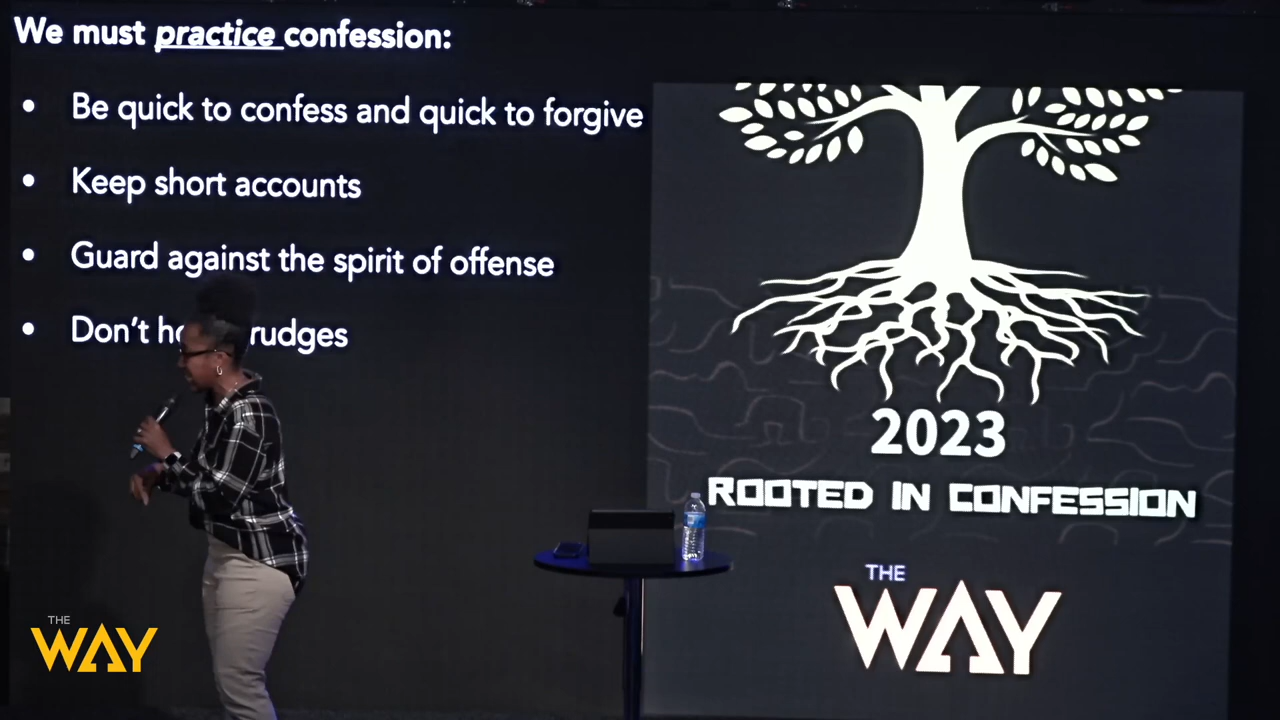 We must practice confession:
• Be quick to confess and quick to forgive
• Keep short accounts
• Guard against the spirit of offense
• Don't ho rudges
2023
ROOTED IN CONFESSION
THE
WAY
THE
WAY